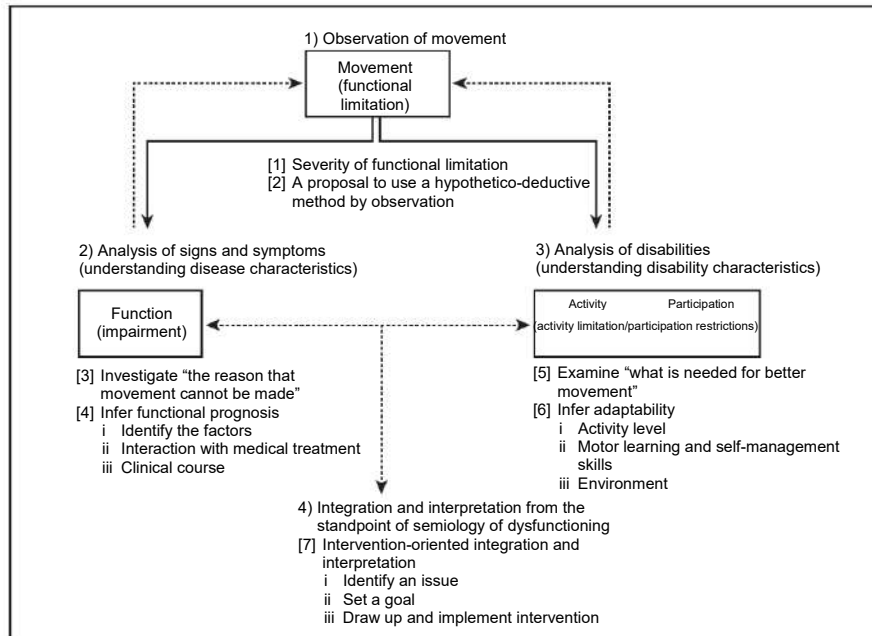 1) Observation of movement
Movement
(functional
limitation)
[1] Severity of functional limitation
[2] A proposal to use a hypothetico-deductive
method by observation
2) Analysis of signs and symptoms
(understanding disease characteristics)
3) Analysis of disabilities
(understanding disability characteristics)
Function
(impairment)
Activity Participation
(activity limitation/participation restrictions)
[3] Investigate “the reason that
movement cannot be made”
[4] Infer functional prognosis
i Identify the factors
ii Interaction with medical treatment
iii Clinical course
[5] Examine “what is needed for better
movement”
[6] Infer adaptability
i Activity level
ii Motor learning and self-management
skills
iii Environment
4) Integration and interpretation from the
standpoint of semiology of dysfunctioning
[7] Intervention-oriented integration and
interpretation
i Identify an issue
ii Set a goal
iii Draw up and implement intervention